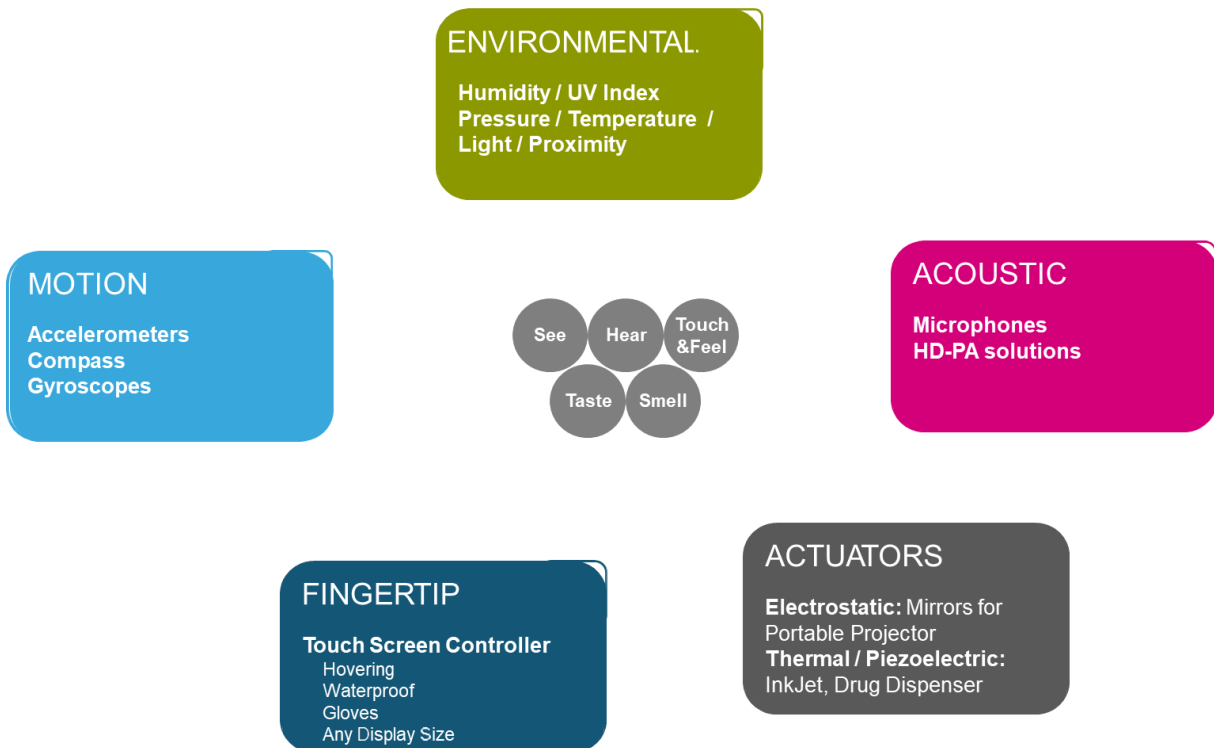 ENVIRONMENTAL.
Humidity / UV Index
Pressure / Temperature /
Light / Proximity
MOTION
Accelerometers
Compass
Gyroscopes
See
Hear
Touch
&Feel
Taste
Smell
ACOUSTIC
Microphones
HD-PA solutions
FINGERTIP
Touch Screen Controller
Hovering
Waterproof
Gloves
Any Display Size
ACTUATORS
Electrostatic: Mirrors for
Portable Projector
Thermal / Piezoelectric:
InkJet, Drug Dispenser